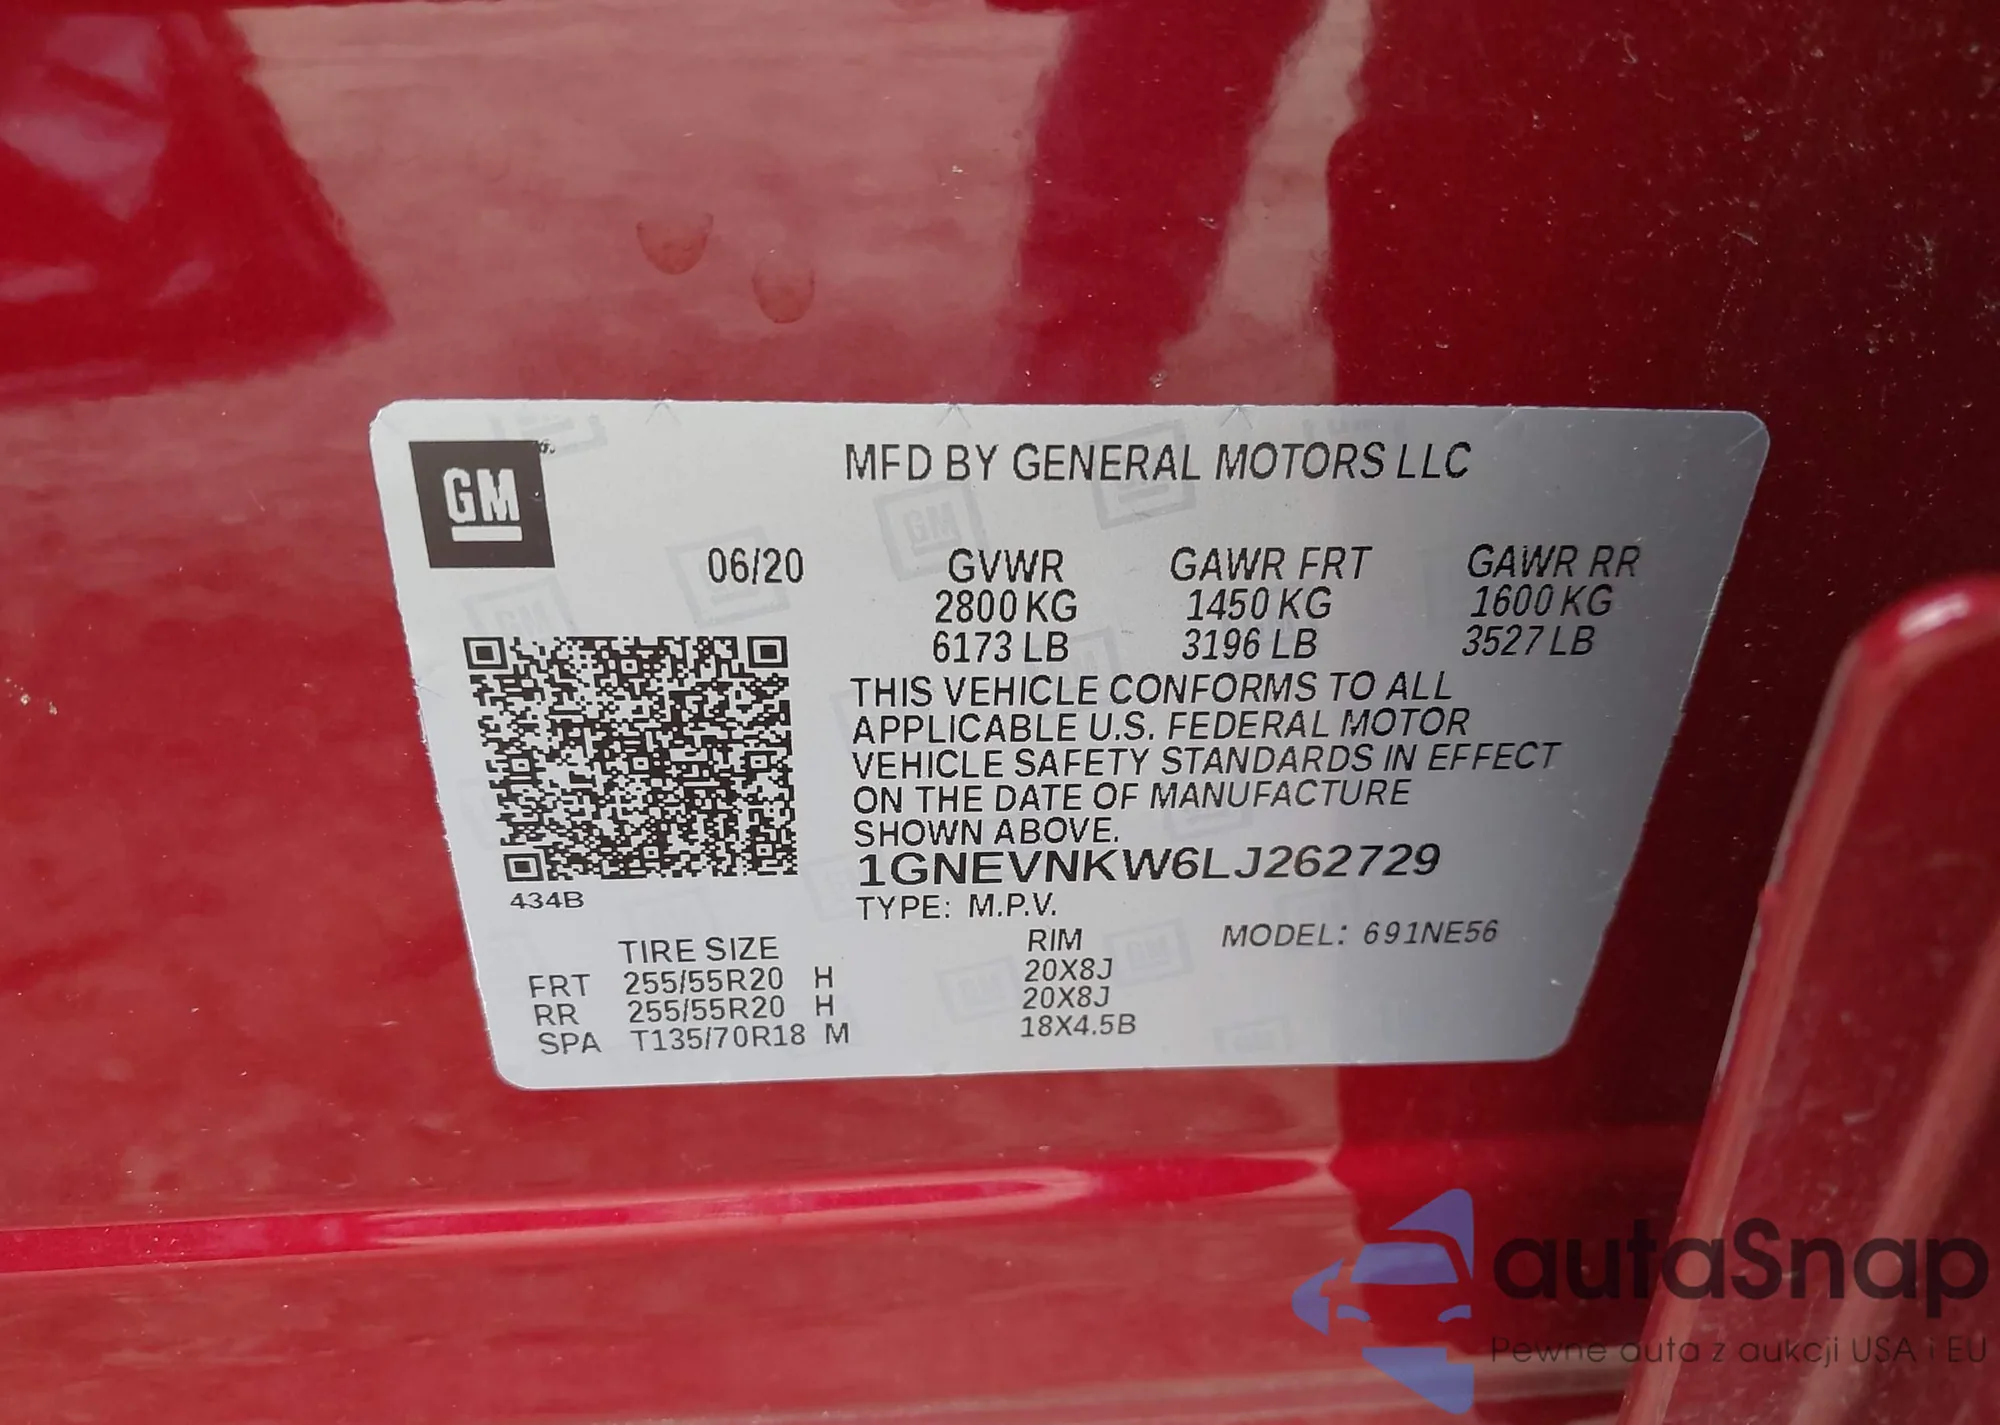 GM
MFD BY GENERAL MOTORS LLC
06/20 GVWR GAWR FRT GAWR RR
2800 KG 1450 KG 1600 KG
6173 LB 3196 LB 3527 LB
THIS VEHICLE CONFORMS TO ALL
APPLICABLE U.S. FEDERAL MOTOR
VEHICLE SAFETY STANDARDS IN EFFECT
ON THE DATE OF MANUFACTURE
SHOWN ABOVE.
1GNEVNKW6LJ262729
434B
TYPE: M.P.V.
MODEL: 691NE56
TIRE SIZE RIM
FRT 255/55R20 H 20X8J
RR 255/55R20 H 20X8J
SPA T135/70R18 M 18X4.5B
autaSnap
Pewne auta z aukcji USA i EU